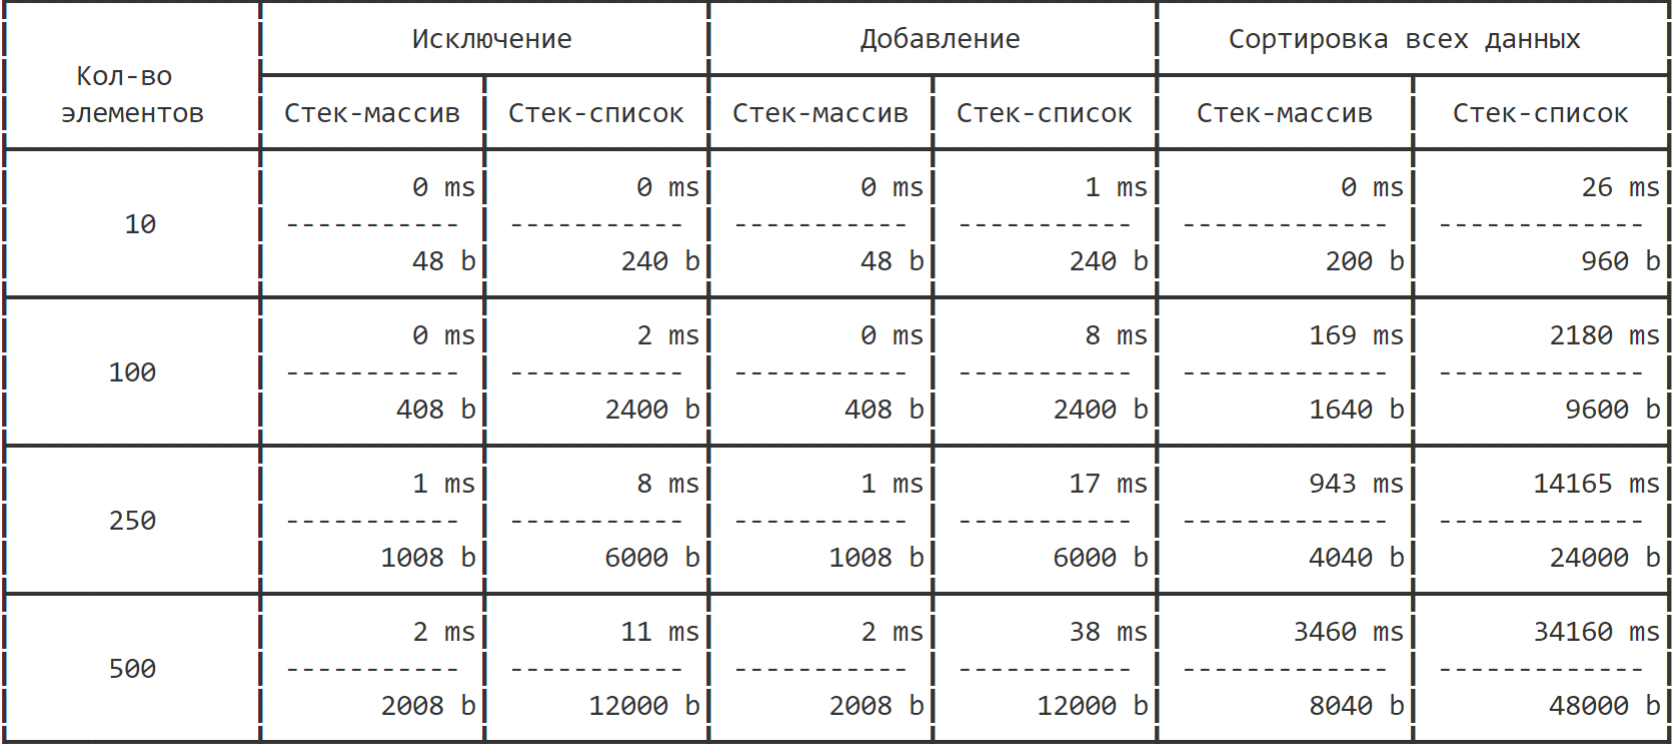 Исключение Добавление Сортировка всех данных
Кол-во
элементов Стек-массив Стек-список Стек-массив Стек-список Стек-массив Стек-список
0 ms 0 ms 0 ms 1 ms 0 ms 26 ms
10 ----------- ----------- ----------- ----------- ------------- -------------
48 b 240 b 48 b 240 b 200 b 960 b
0 ms 2 ms 0 ms 8 ms 169 ms 2180 ms
100 ----------- ----------- ----------- ----------- ------------- -------------
408 b 2400 b 408 b 2400 b 1640 b 9600 b
1 ms 8 ms 1 ms 17 ms 943 ms 14165 ms
250 ----------- ----------- ----------- ----------- ------------- -------------
1008 b 6000 b 1008 b 6000 b 4040 b 24000 b
2 ms 11 ms 2 ms 38 ms 3460 ms 34160 ms
500 ----------- ----------- ----------- ----------- ------------- -------------
2008 b 12000 b 2008 b 12000 b 8040 b 48000 b